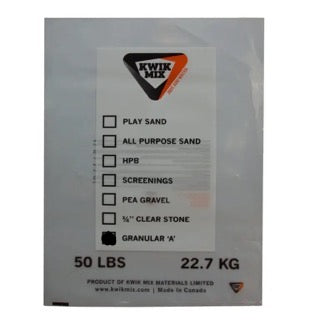 KWIK
MIX
PLAY SAND
ALL PURPOSE SAND
HPB
SCREENINGS
PEA GRAVEL
¾" CLEAR STONE
GRANULAR 'A'
50 LBS 22.7 KG
PRODUCT OF KWIK MIX MATERIALS LIMITED
www.kwikmix.com | Made In Canada